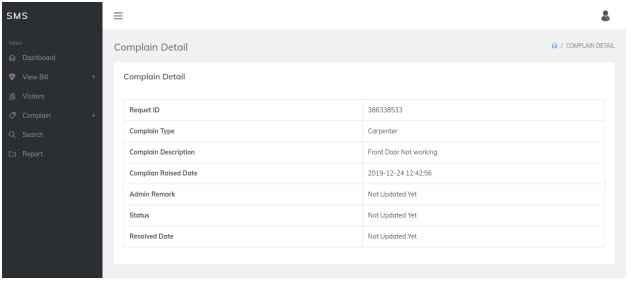 SMS
Complain Detail
/ COMPLAIN DETAIL
Main
Dashboard
View Bill +
Visitors
Complain +
Search
Report
Complain Detail
Requet ID 386338533
Complain Type Carpenter
Complain Description Front Door Not working
Complian Raised Date 2019-12-24 12:42:56
Admin Remark Not Updated Yet
Status Not Updated Yet
Resolved Date Not Updated Yet